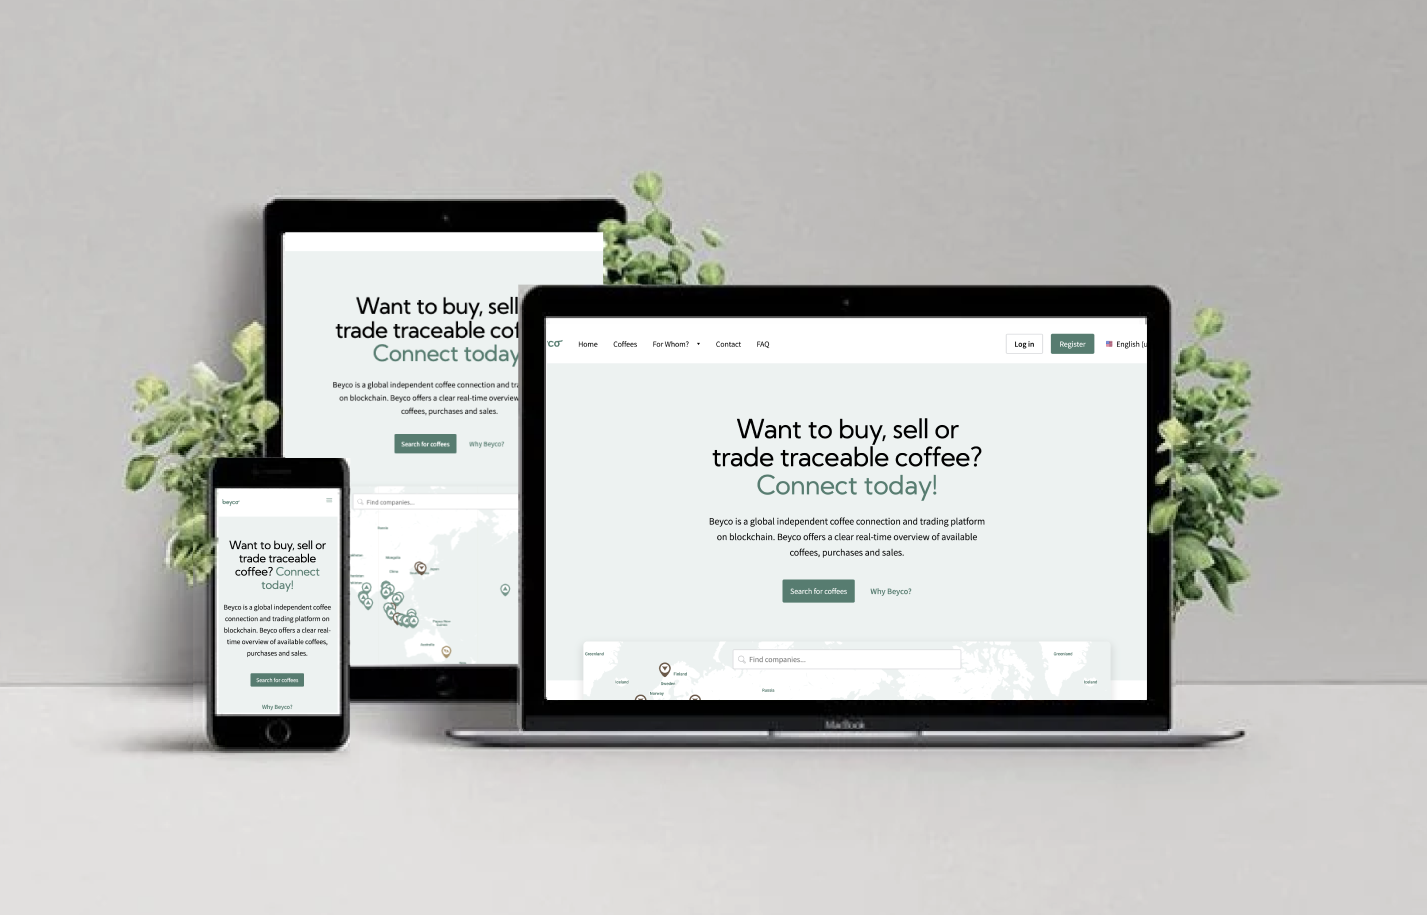 Want to buy, sell
trade traceable cof
Connect today
Beyco is a global independent coffee connection and tra
on blockchain. Beyco offers a clear real-time overview
coffees, purchases and sales.
Search for coffees
Why Beyco?
Find companies...
Russia
Mongolia
China
Australia
beyco
Want to buy, sell or
trade traceable
coffee? Connect
today!
Beyco is a global independent coffee
connection and trading platform on
blockchain. Beyco offers a clear real-
time overview of available coffees,
purchases and sales.
Search for coffees
Why Beyco?
co Home Coffees For Whom? Contact FAQ Log in Register English (u
Want to buy, sell or
trade traceable coffee?
Connect today!
Beyco is a global independent coffee connection and trading platform
on blockchain. Beyco offers a clear real-time overview of available
coffees, purchases and sales.
Search for coffees
Why Beyco?
Find companies...
Greenland
Iceland
Finland
Sweden
Norway
Russia
Greenland
Iceland
MacBook